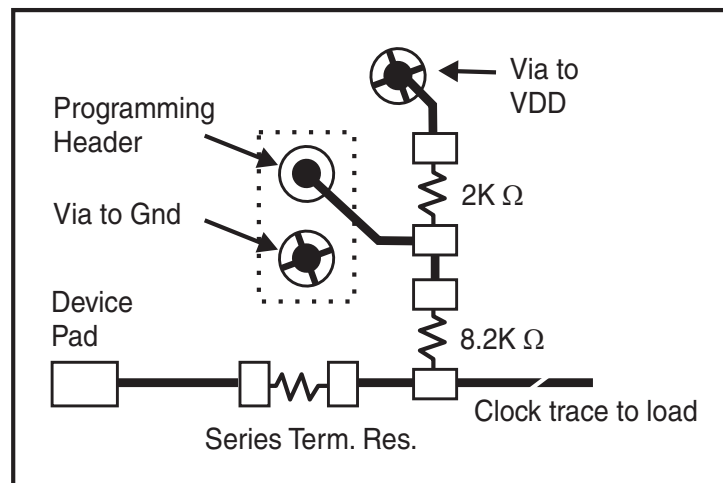 Via to
VDD
Programming
Header
2K Ω
Via to Gnd
Device
Pad
8.2K Ω
Clock trace to load
Series Term. Res.